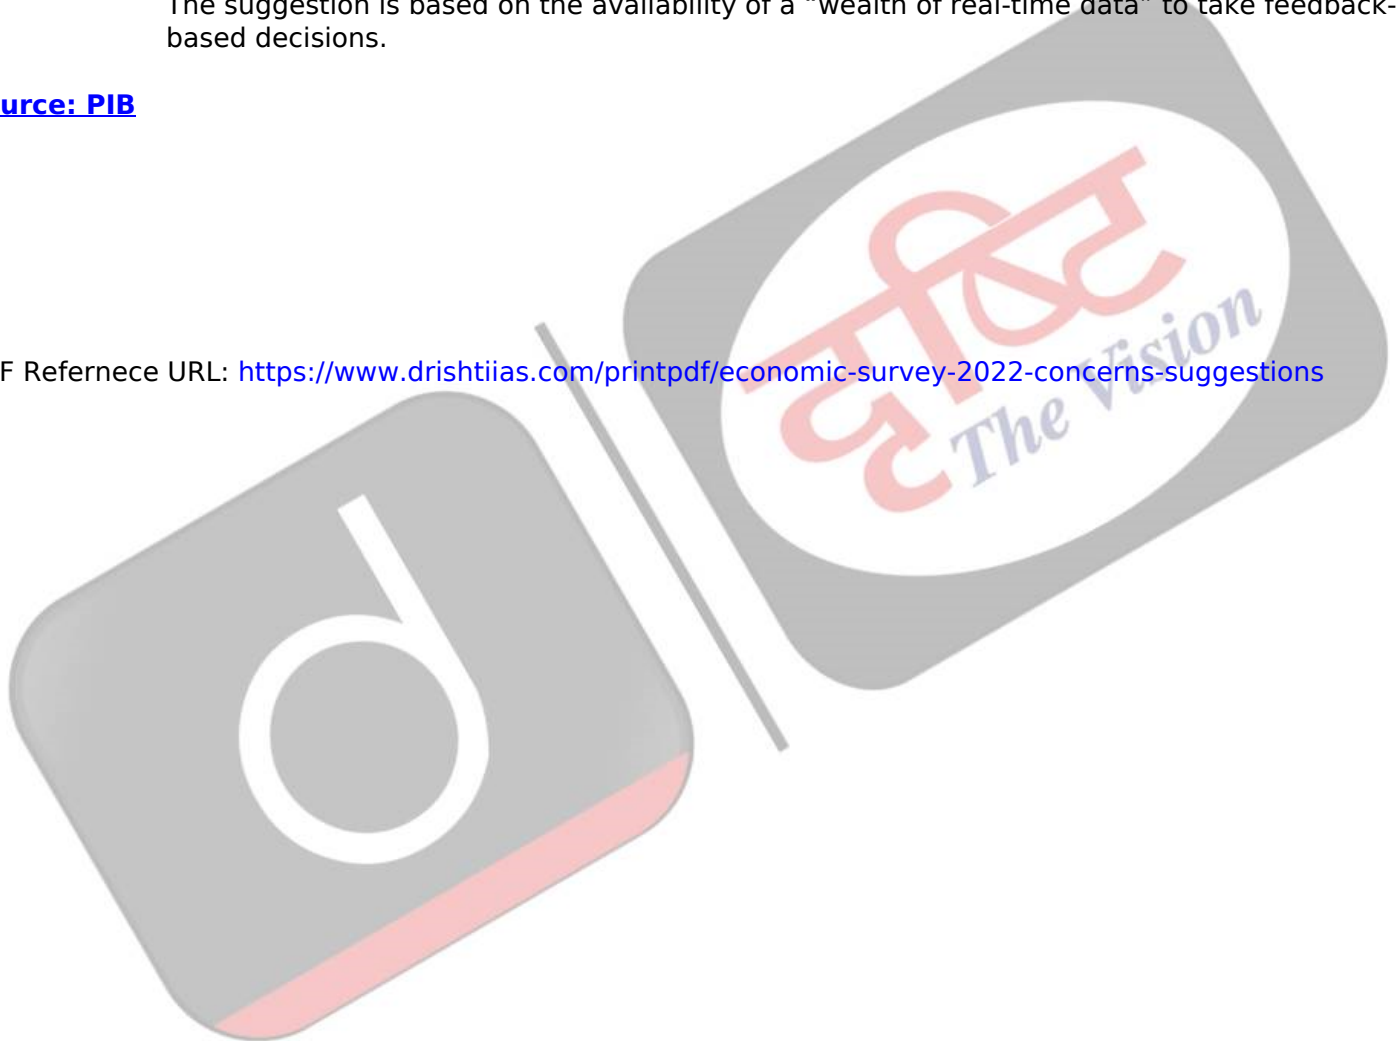 The suggestion is based on the availability of a “wealth of real-time data” to take feedback-
based decisions.
urce: PIB
F Refernece URL: https://www.drishtiias.com/printpdf/economic-survey-2022-concerns-suggestions
दृष्टि
The Vision
d